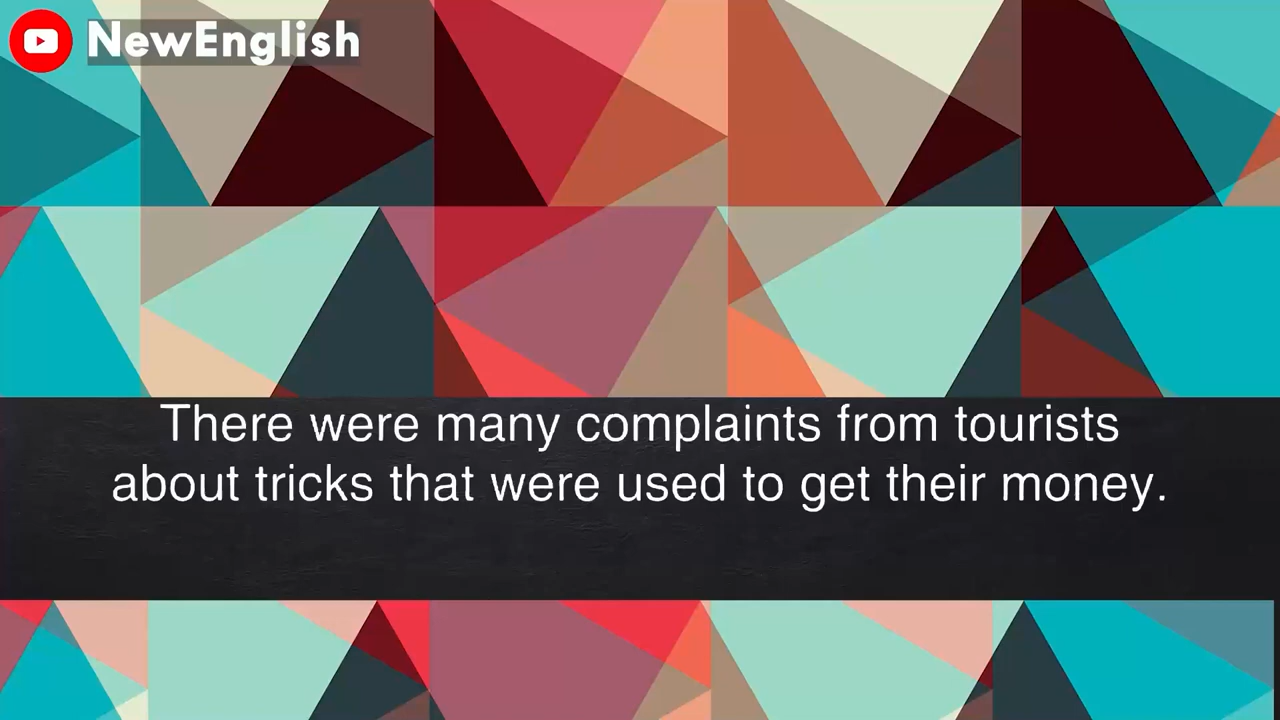 NewEnglish
There were many complaints from tourists
about tricks that were used to get their money.